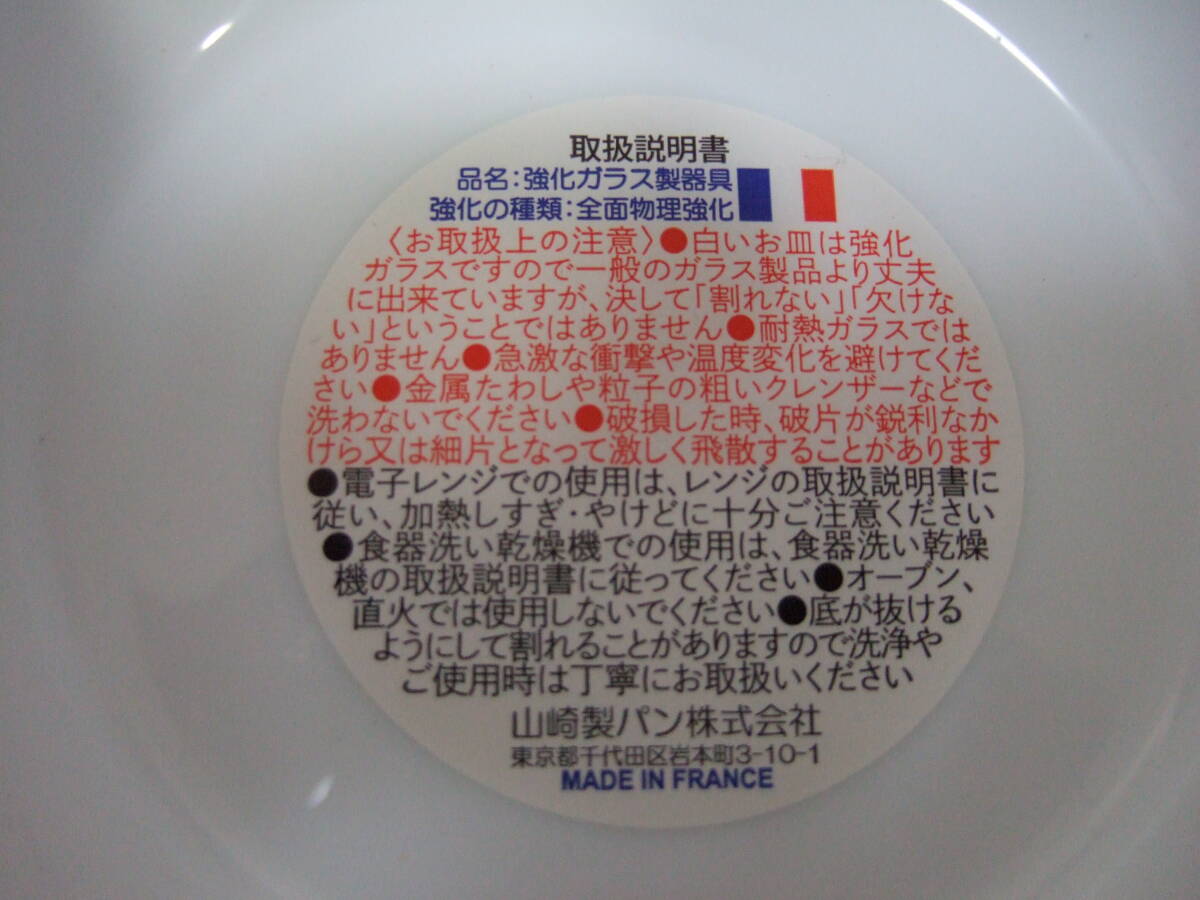 取扱説明書
品名：強化ガラス製器具
強化の種類：全面物理強化
〈お取扱上の注意〉●白いお皿は強化
ガラスですので一般のガラス製品より丈夫
に出来ていますが、決して「割れない」「欠けな
い」ということではありません●耐熱ガラスでは
ありません●急激な衝撃や温度変化を避けてくだ
さい●金属たわしや粒子の粗いクレンザーなどで
洗わないでください●破損した時、破片が鋭利なか
けら又は細片となって激しく飛散することがあります
●電子レンジでの使用は、レンジの取扱説明書に
従い、加熱しすぎ・やけどに十分ご注意ください
●食器洗い乾燥機での使用は、食器洗い乾燥
機の取扱説明書に従ってください●オーブン、
直火では使用しないでください●底が抜ける
ようにして割れることがありますので洗浄や
ご使用時は丁寧にお取扱いください
山崎製パン株式会社
東京都千代田区岩本町3-10-1
MADE IN FRANCE